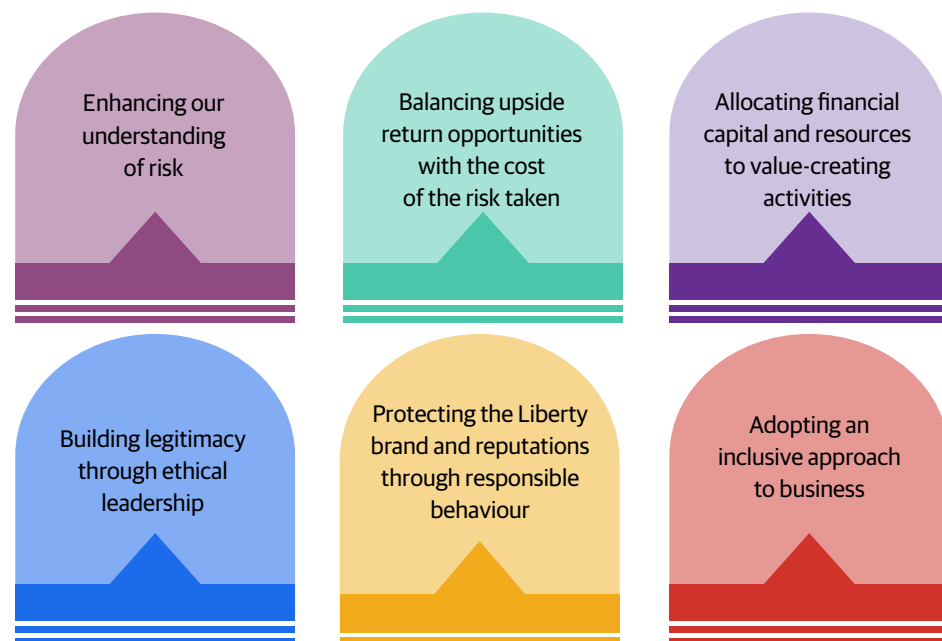 Enhancing our
understanding
of risk
Balancing upside
return opportunities
with the cost
of the risk taken
Allocating financial
capital and resources
to value-creating
activities
Building legitimacy
through ethical
leadership
Protecting the Liberty
brand and reputations
through responsible
behaviour
Adopting an
inclusive approach
to business